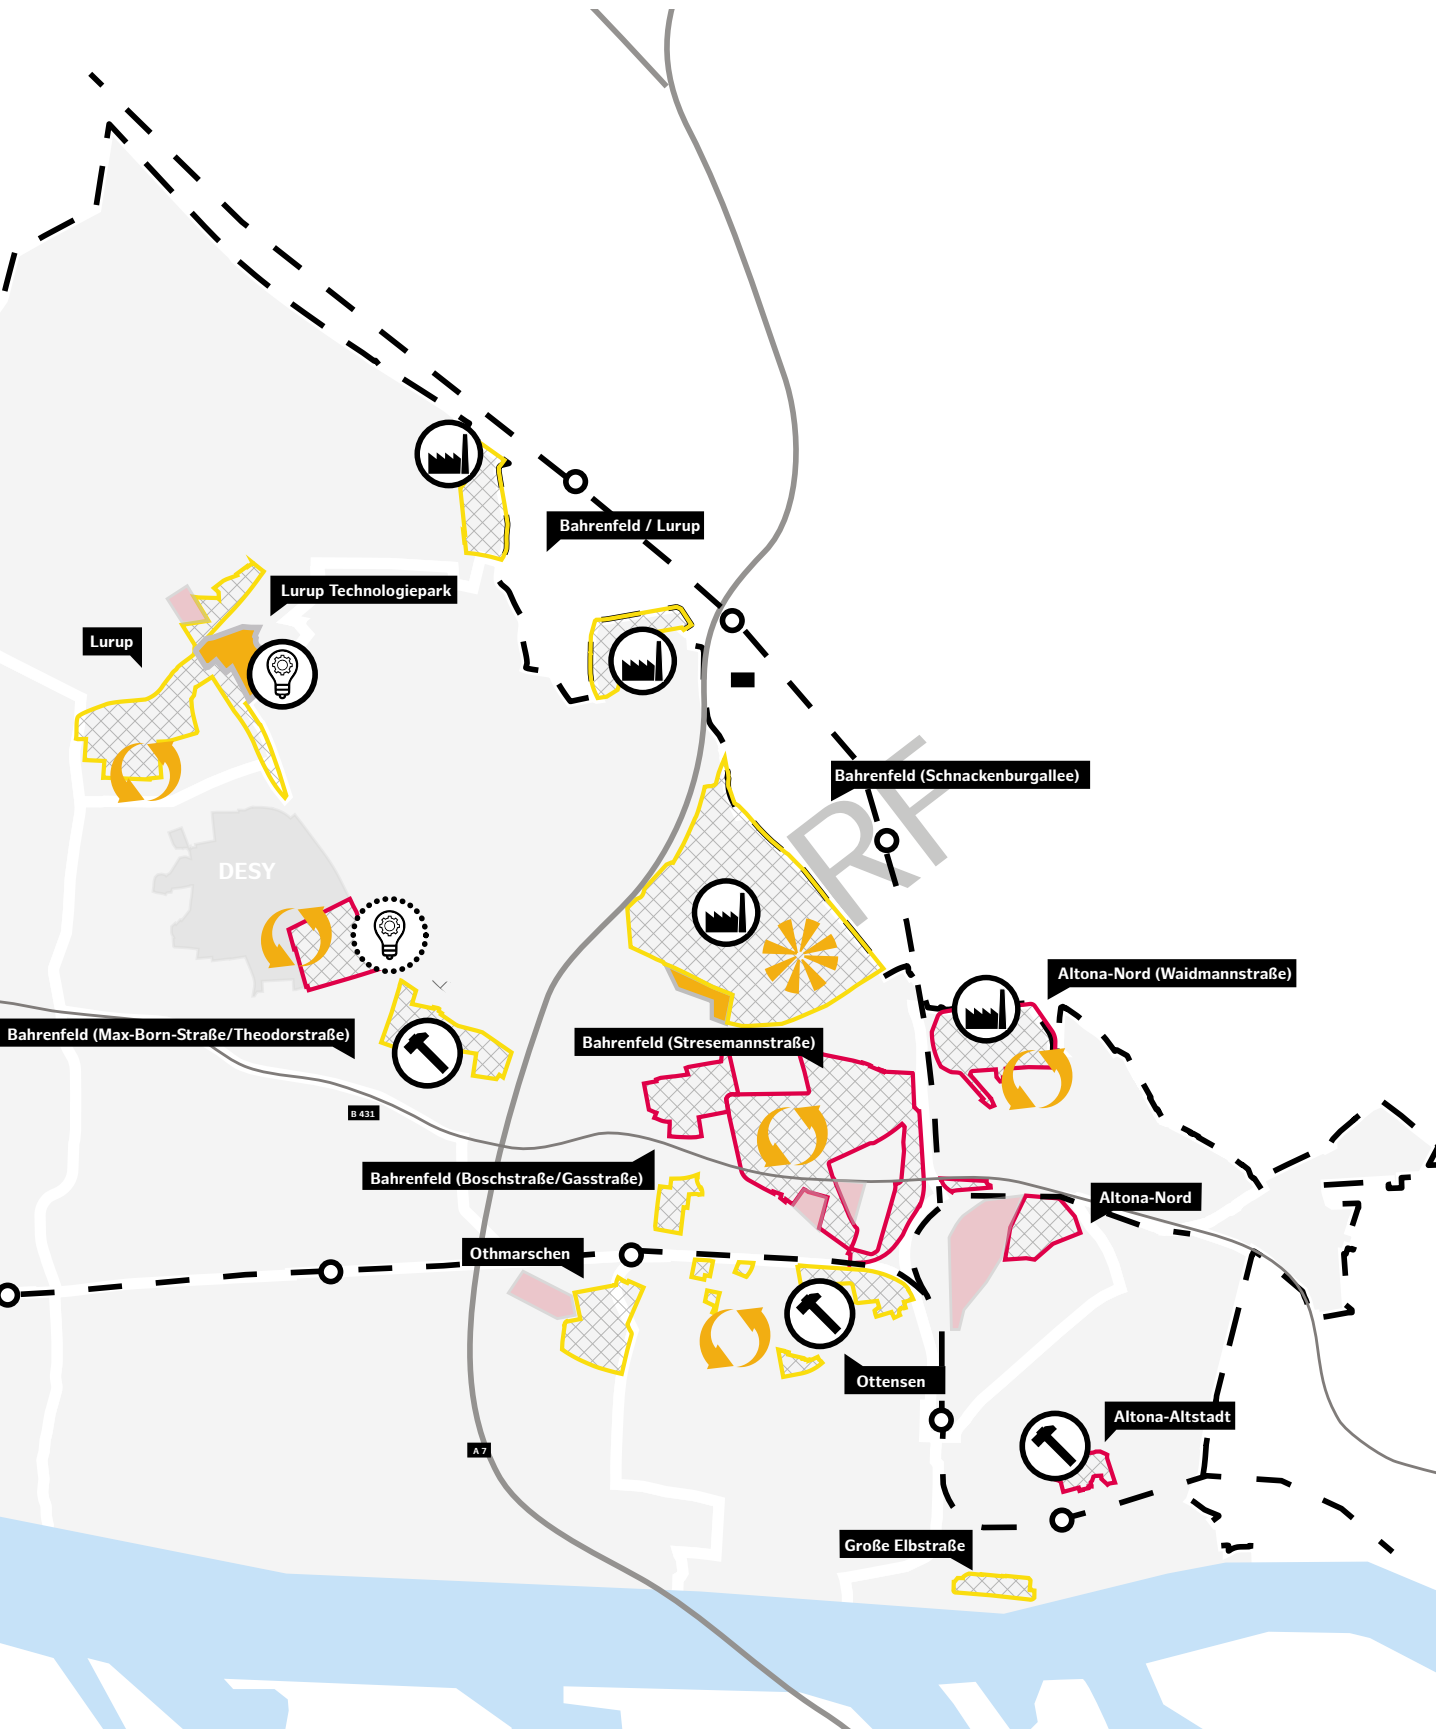 Bahrenfeld / Lurup
Lurup Technologiepark
Lurup
RF
Bahrenfeld (Schnackenburgallee)
DESY
Altona-Nord (Waidmannstraße)
Bahrenfeld (Max-Born-Straße/Theodorstraße)
Bahrenfeld (Stresemannstraße)
B 431
Bahrenfeld (Boschstraße/Gasstraße)
Altona-Nord
Othmarschen
Ottensen
Altona-Altstadt
A 7
Große Elbstraße